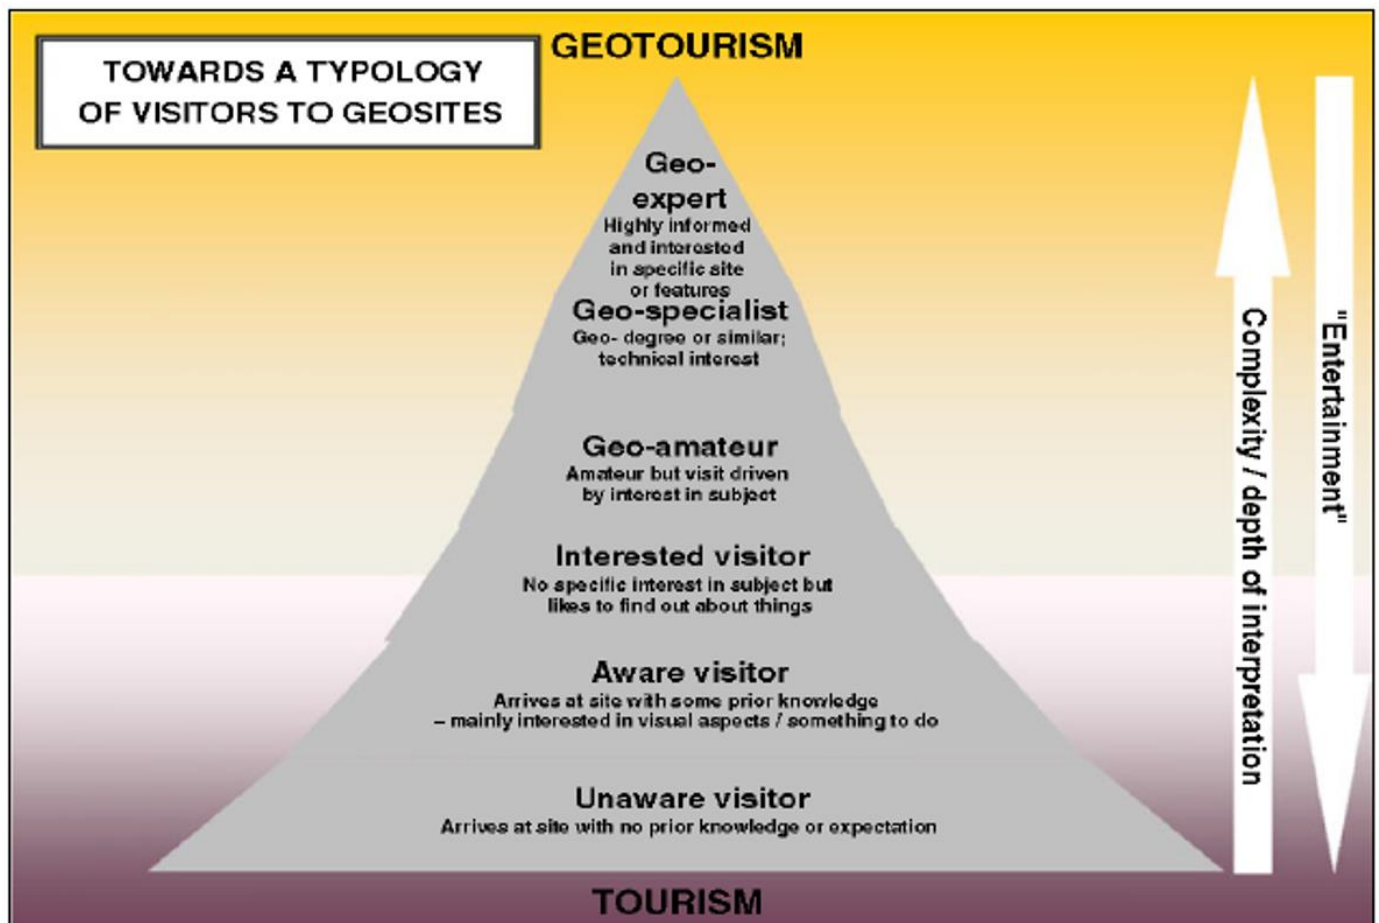 TOWARDS A TYPOLOGY
OF VISITORS TO GEOSITES
GEOTOURISM
Geo-
expert
Highly informed
and interested
in specific site
or features
Geo-specialist
Geo- degree or similar;
technical interest
Geo-amateur
Amateur but visit driven
by interest in subject
Interested visitor
No specific interest in subject but
likes to find out about things
Aware visitor
Arrives at site with some prior knowledge
– mainly interested in visual aspects / something to do
Unaware visitor
Arrives at site with no prior knowledge or expectation
TOURISM
Complexity / depth of interpretation
"Entertainment"